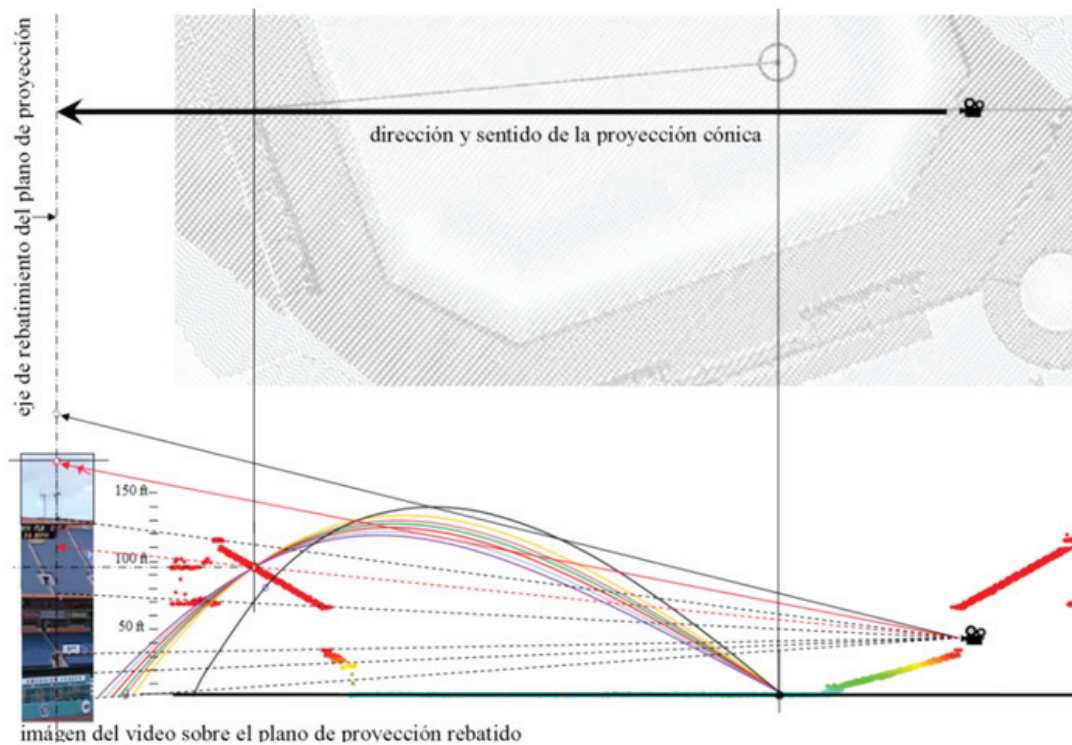 eje de rebatimiento del plano de proyección
dirección y sentido de la proyección cónica
150 ft
100 ft
50 ft
imágen del video sobre el plano de proyección rebatido